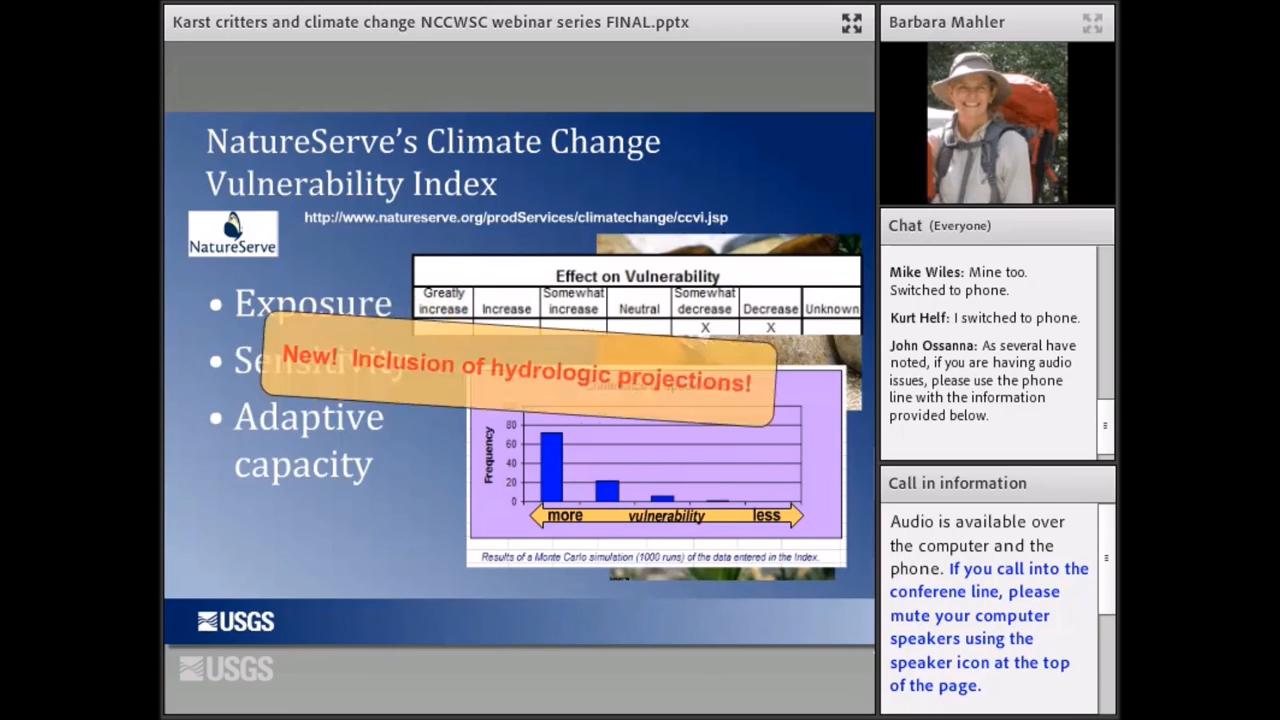 Karst critters and climate change NCCWSC webinar series FINAL.pptx
NatureServe's Climate Change
Vulnerability Index
NatureServe
http://www.natureserve.org/prodServices/climatechange/ccvi.jsp
• Exposure
• Sensitivity
• Adaptive
capacity
Effect on Vulnerability
Greatly increase Increase Somewhat increase Neutral Somewhat decrease Decrease Unknown
X X
New! Inclusion of hydrologic projections!
Frequency
80
60
40
20
0
more vulnerability less
Results of a Monte Carlo simulation (1000 runs) of the data entered in the Index.
USGS
USGS
Barbara Mahler
Chat (Everyone)
Mike Wiles: Mine too.
Switched to phone.
Kurt Helf: I switched to phone.
John Ossanna: As several have
noted, if you are having audio
issues, please use the phone
line with the information
provided below.
Call in information
Audio is available over
the computer and the
phone. If you call into the
conferene line, please
mute your computer
speakers using the
speaker icon at the top
of the page.